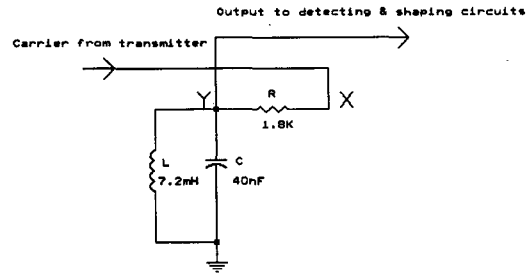 Output to detecting & shaping circuits
Carrier from transmitter
Y
R
X
1.8K
L
7.2mH
C
40nF